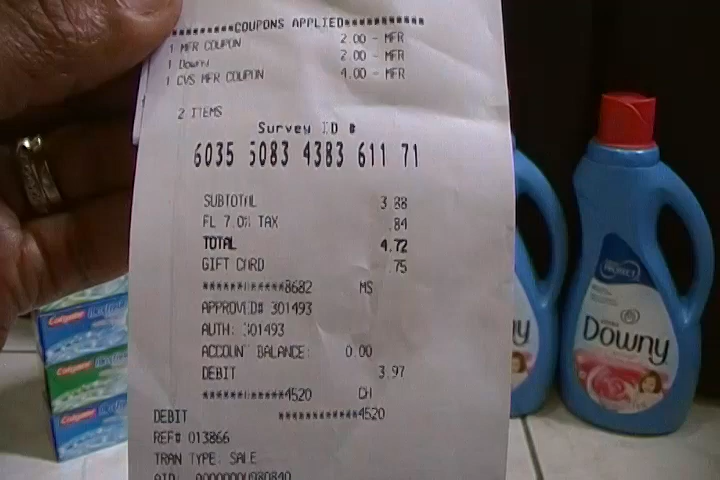 **********COUPONS APPLIED***********
1 MFR COUPON 2.00 - MFR
1 Downy 2.00 - MFR
1 CVS MFR COUPON 4.00 - MFR
2 ITEMS
Survey ID #
6035 5083 4383 611 71
SUBTOTAL 3.88
FL 7.0% TAX .84
TOTAL 4.72
GIFT CARD .75
************8682 MS
APPROVED# 301493
AUTH: 301493
ACCOUNT BALANCE: 0.00
DEBIT 3.97
************4520 CH
DEBIT ************4520
REF# 013866
TRAN TYPE: SALE
AID: A0000000980840
Colgate
Colgate
Colgate
Downy